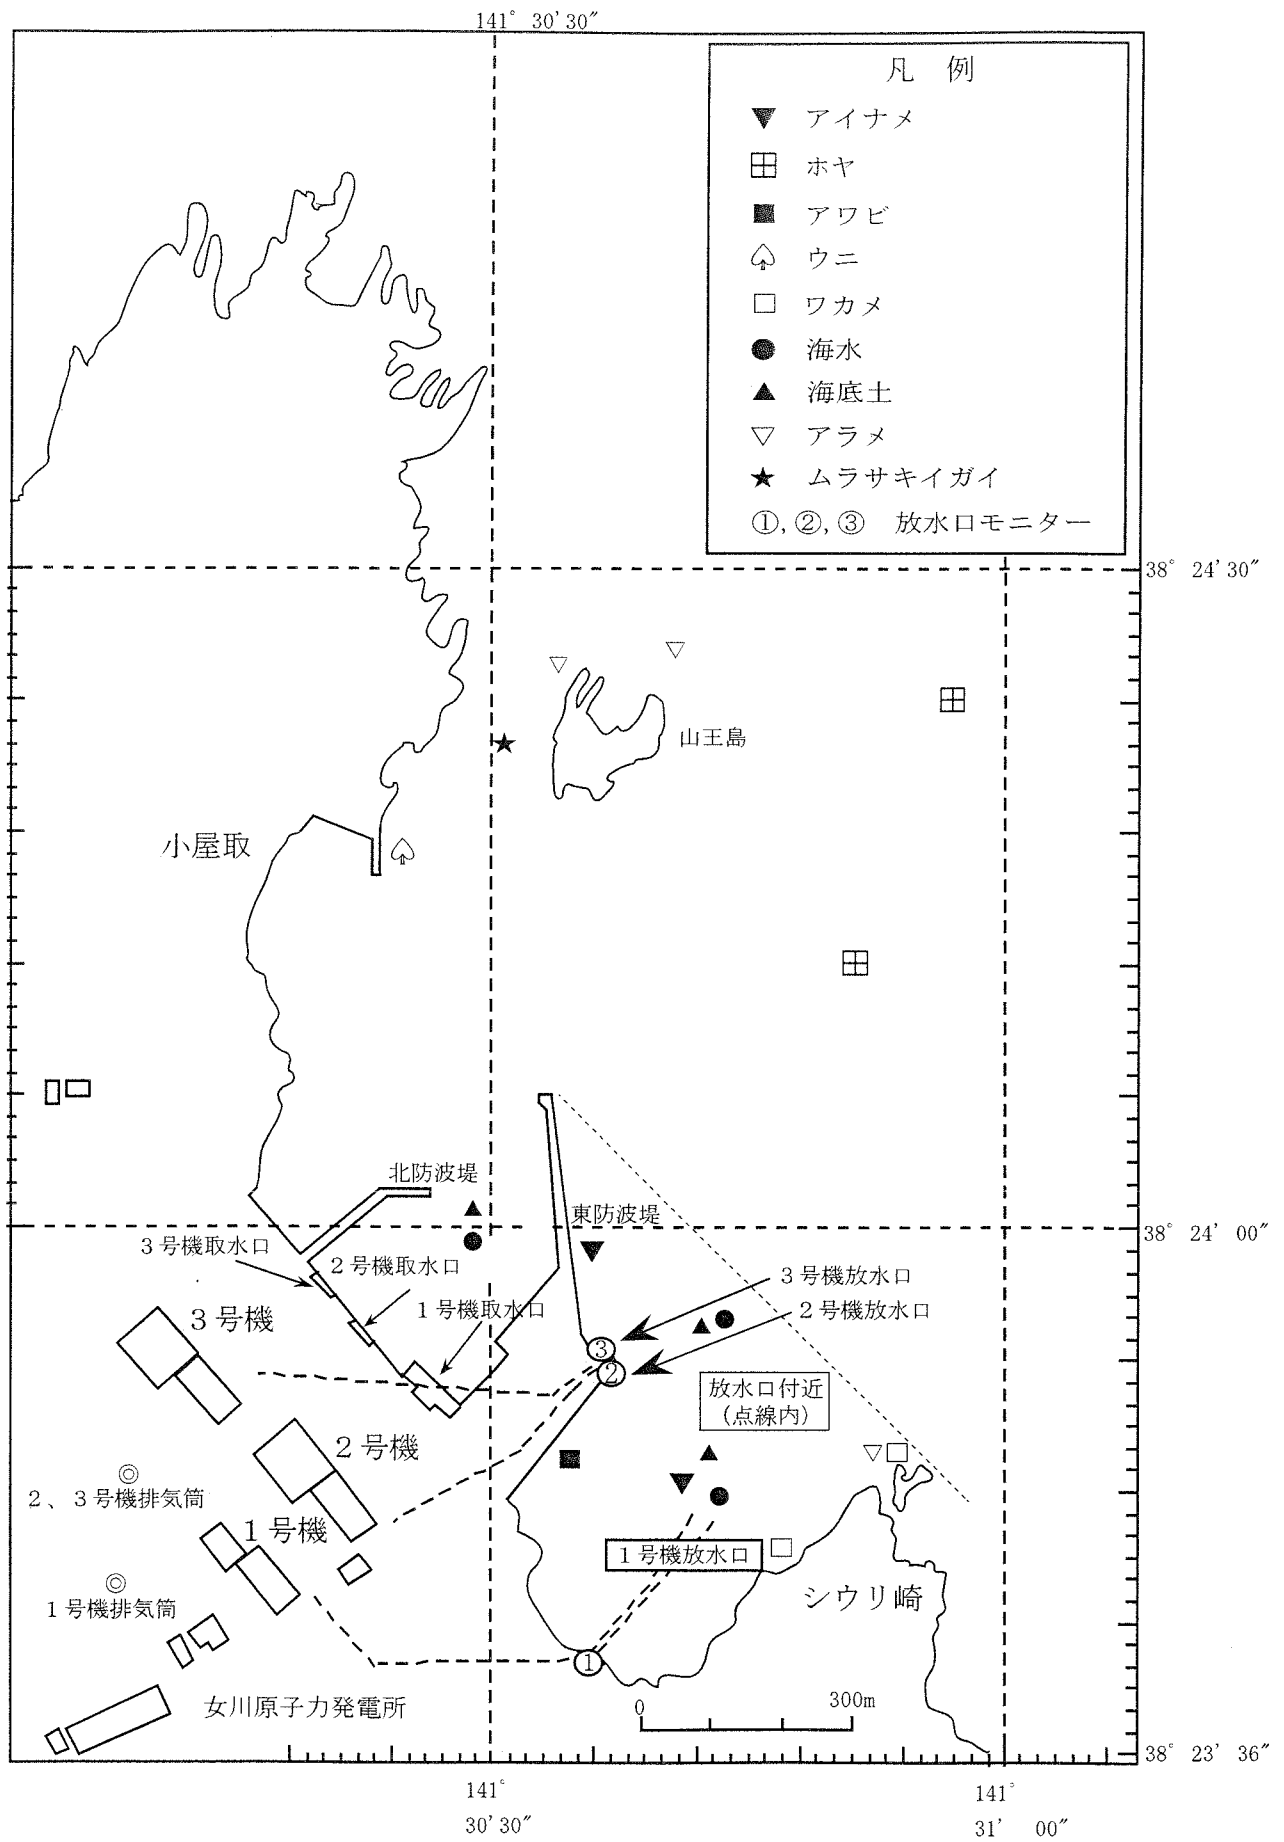 141° 30′30″
凡 例
アイナメ
ホヤ
アワビ
ウニ
ワカメ
海水
海底土
アラメ
ムラサキイガイ
①,②,③ 放水口モニター
38° 24′30″
山王島
小屋取
北防波堤
東防波堤
38° 24′00″
3号機取水口
2号機取水口
1号機取水口
3号機放水口
2号機放水口
3号機
③
②
放水口付近
(点線内)
2号機
2、3号機排気筒
1号機
1号機放水口
シウリ崎
1号機排気筒
①
女川原子力発電所
0 300m
38° 23′36″
141°
30′30″
141°
31′00″